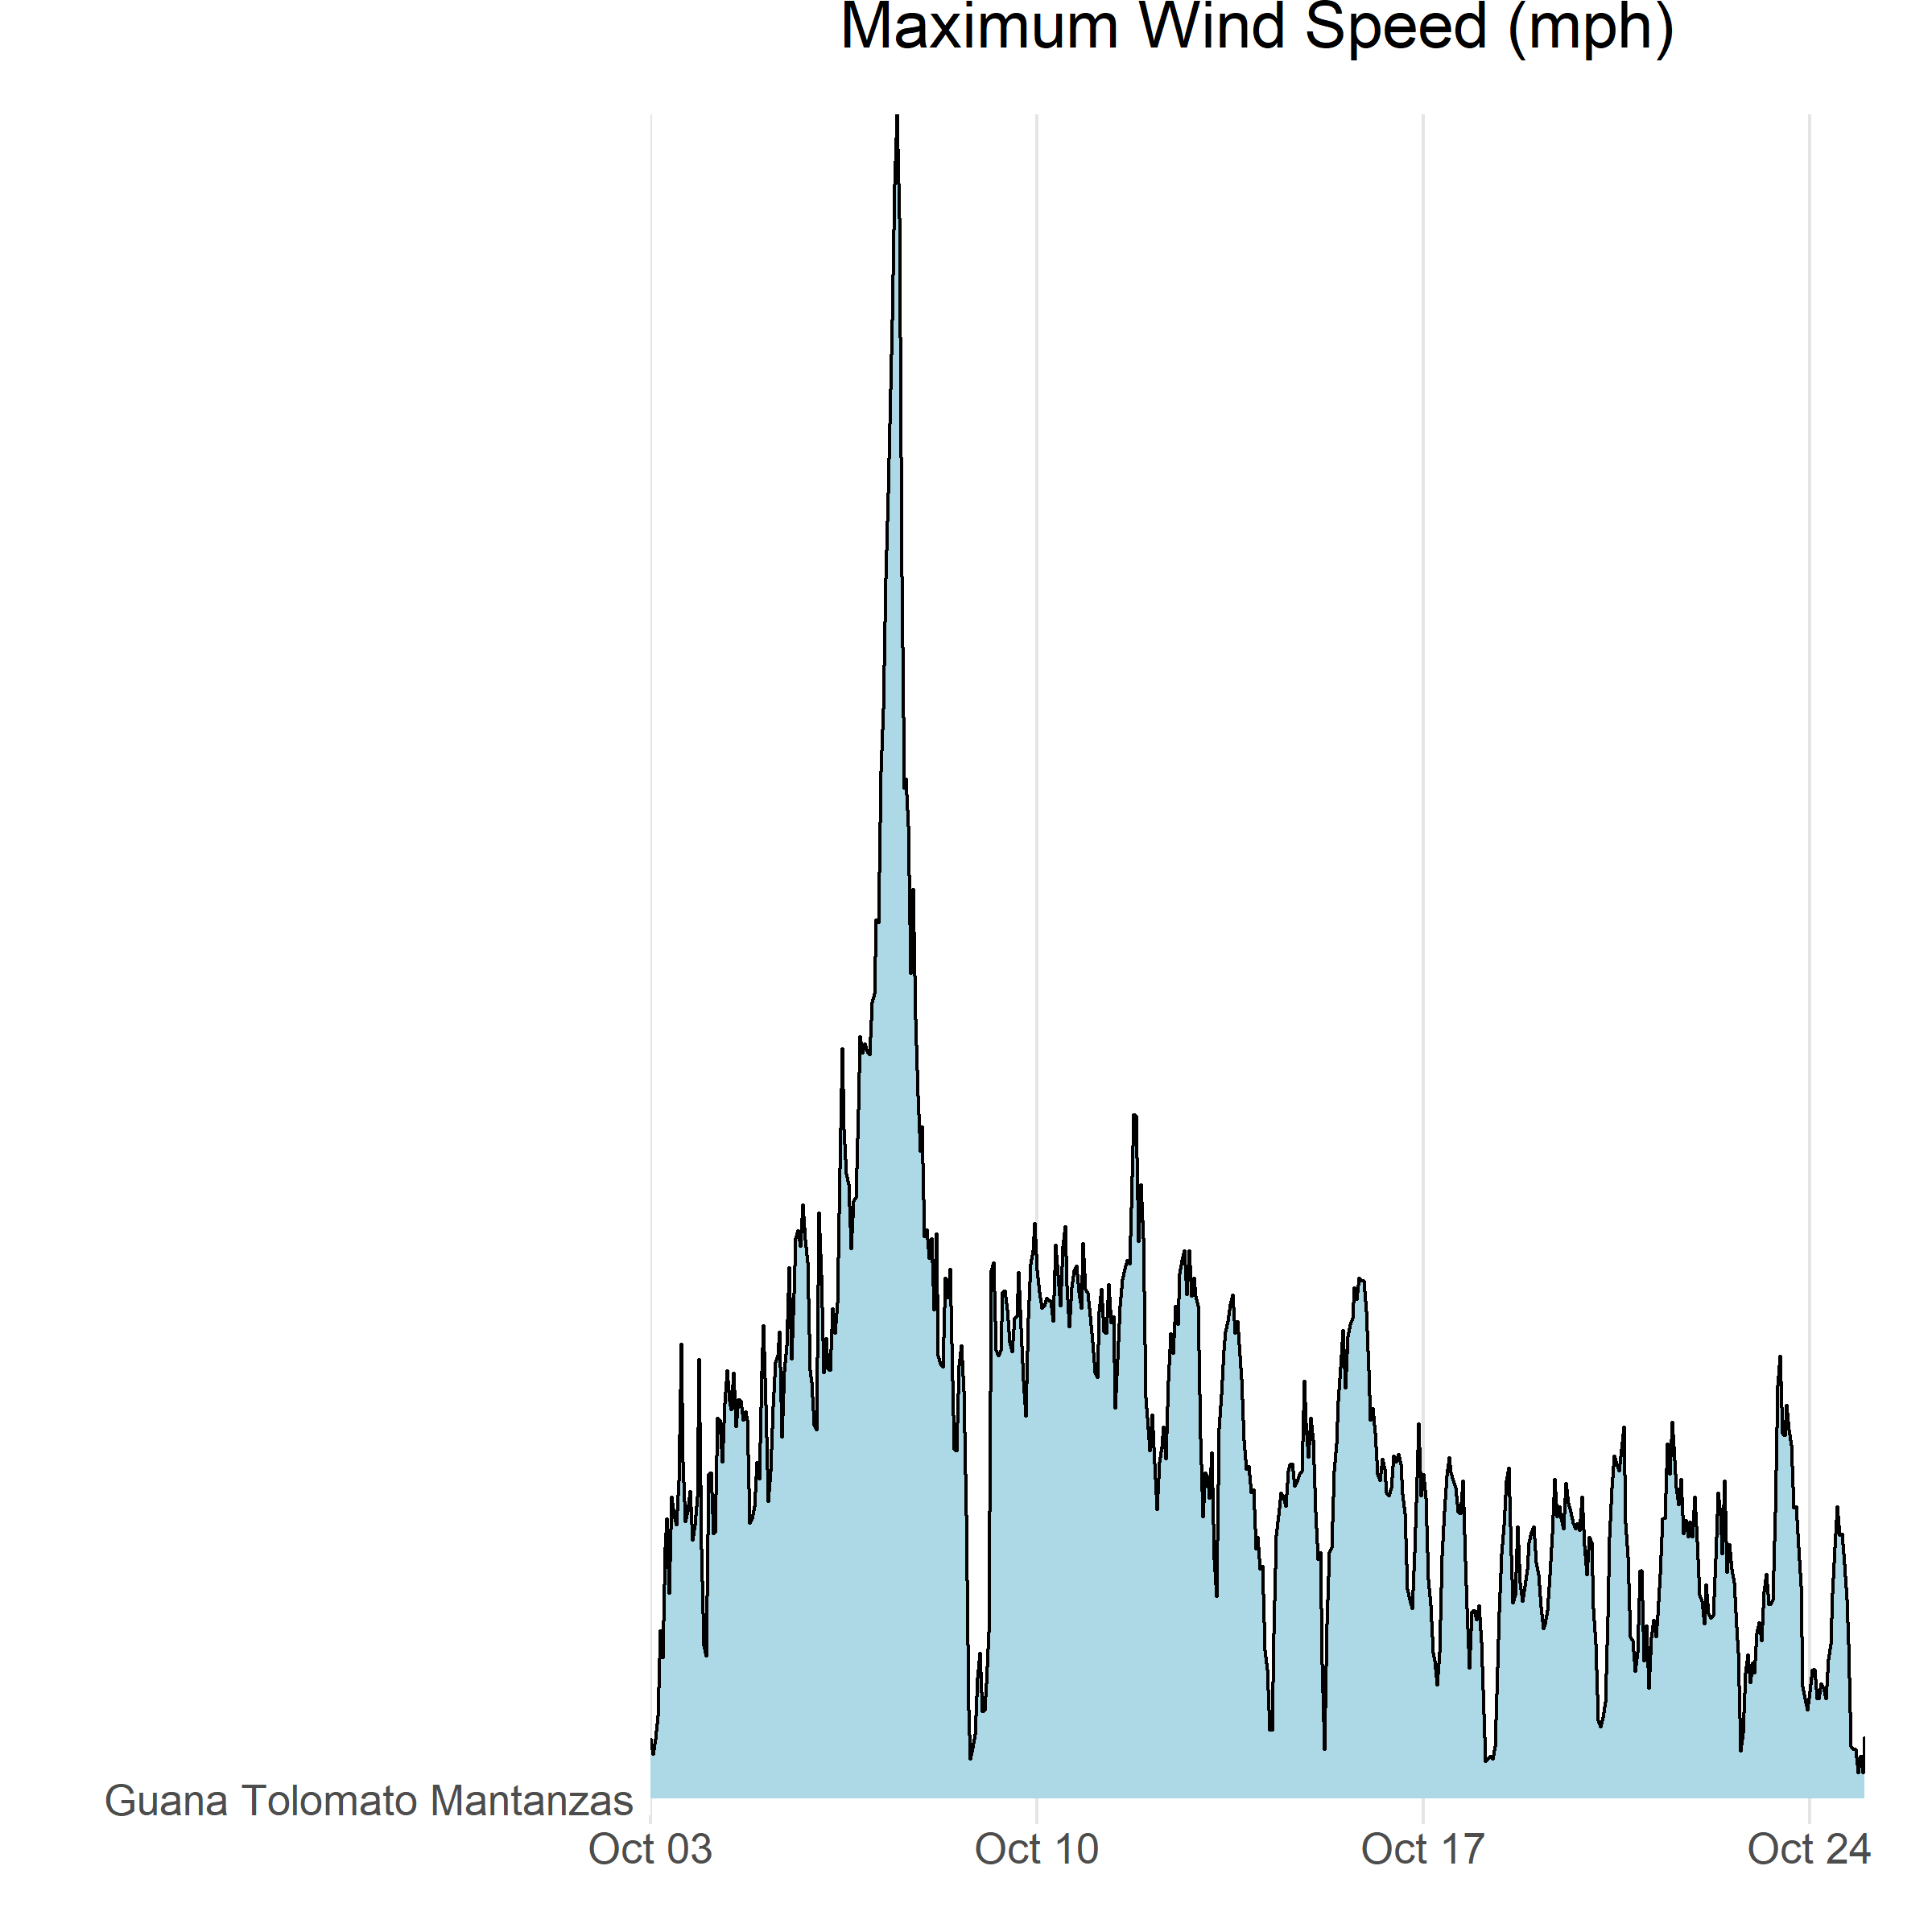 Maximum Wind Speed (mph)
Guana Tolomato Mantanzas
Oct 03
Oct 10
Oct 17
Oct 24